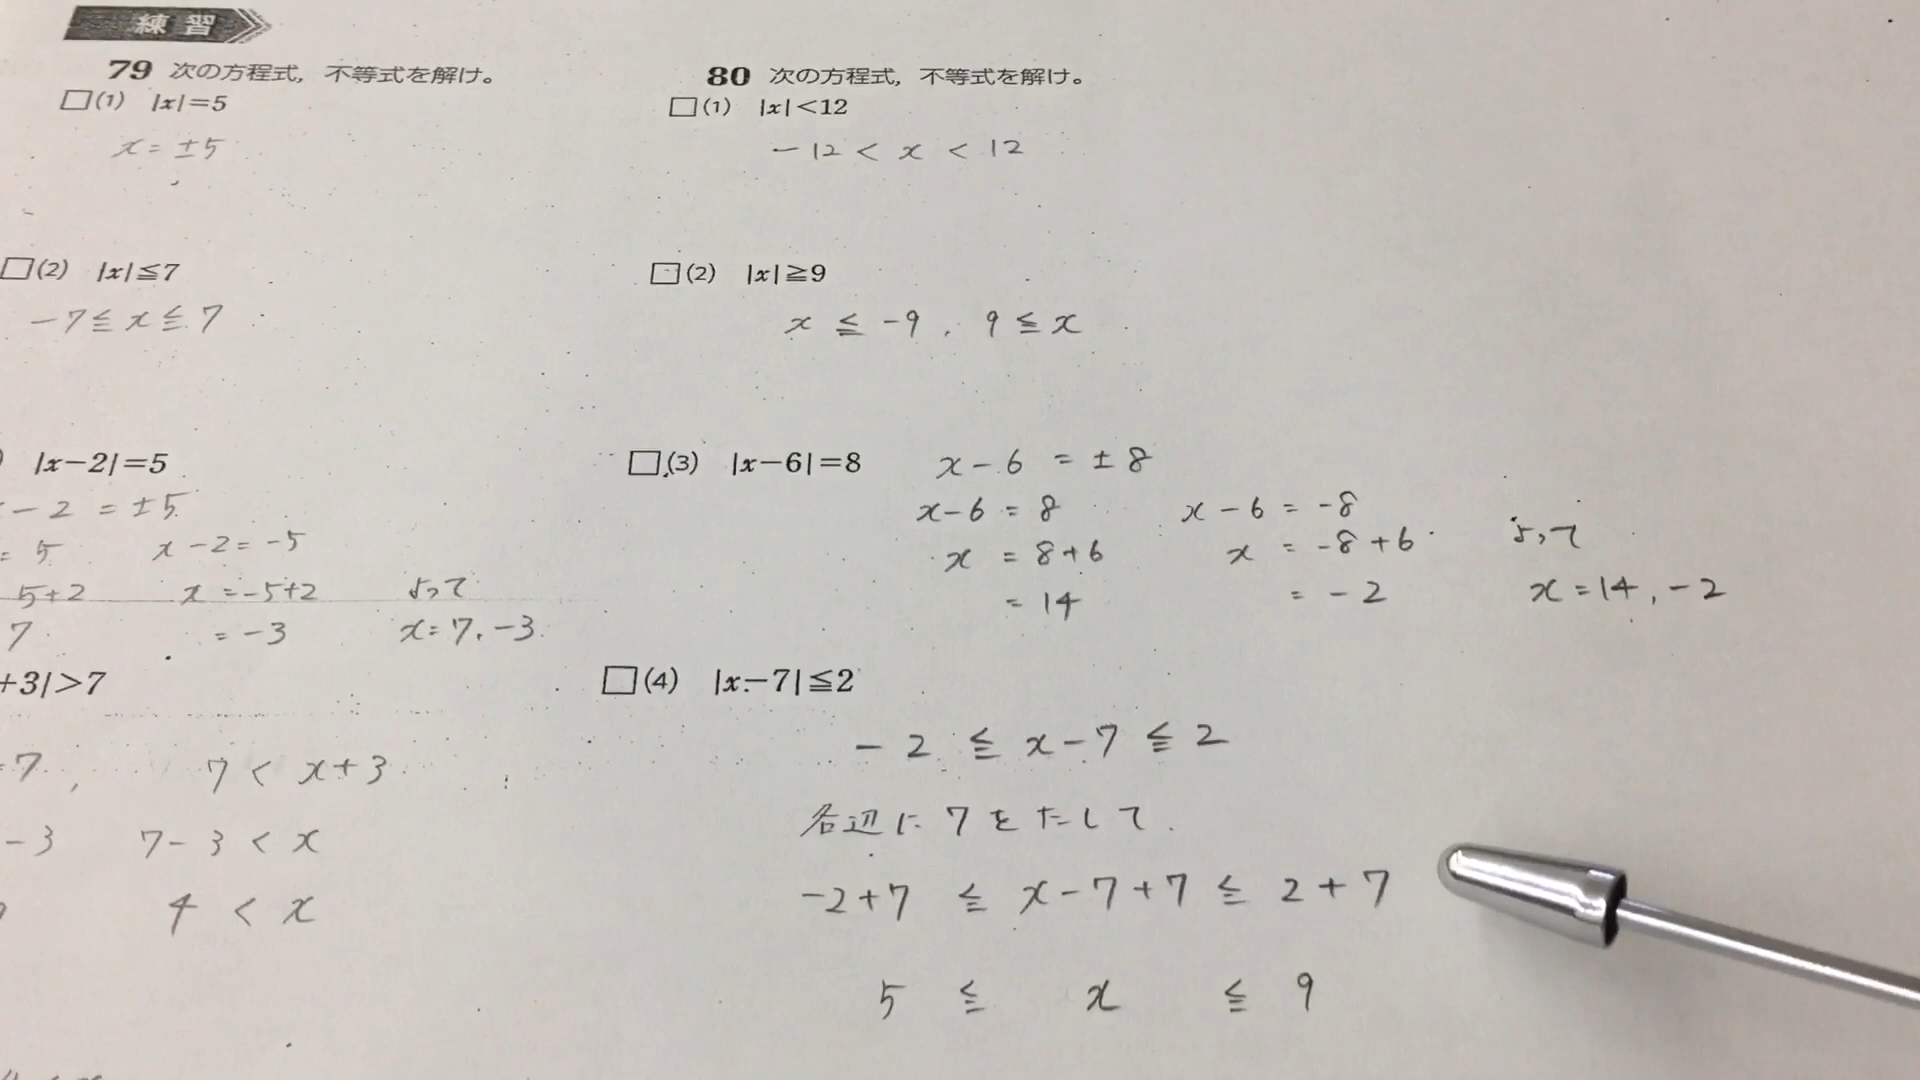 練習
79 次の方程式，不等式を解け。
□(1) |x|=5
x = ±5
□(2) |x|≦7
-7 ≦ x ≦ 7
|x-2|=5
- 2 = ±5
= 5   x - 2 = -5
5+2   x = -5+2   よって
7   = -3   x = 7, -3
+3|>7
7,   7 < x+3
- 3   7 - 3 < x
4 < x
80 次の方程式，不等式を解け。
□(1) |x|<12
-12 < x < 12
□(2) |x|≧9
x ≦ -9, 9 ≦ x
□(3) |x-6|=8   x - 6 = ±8
x - 6 = 8   x - 6 = -8
x = 8+6   x = -8+6   よって
= 14   = -2   x = 14, -2
□(4) |x-7|≦2
-2 ≦ x-7 ≦ 2
各辺に7をたして
-2+7 ≦ x-7+7 ≦ 2+7
5 ≦ x ≦ 9